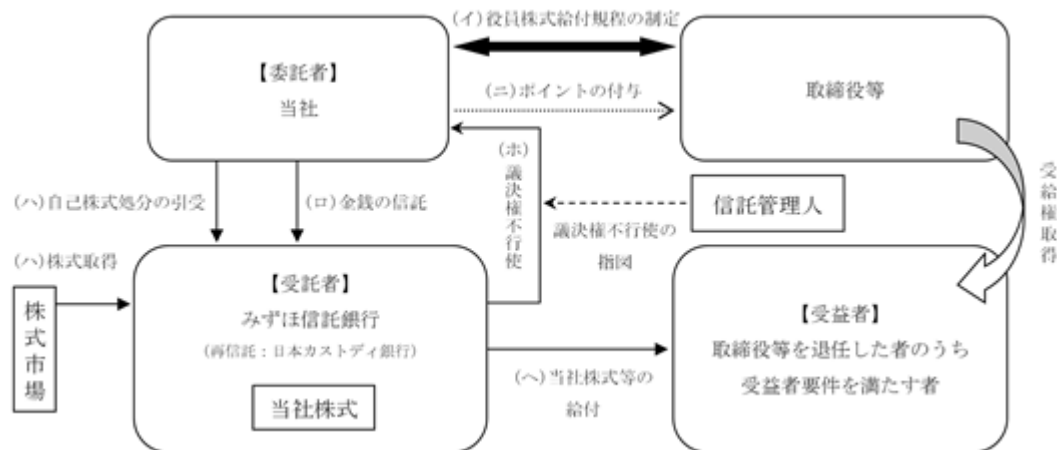 (イ)役員株式給付規程の制定
【委託者】
当社
取締役等
(ニ)ポイントの付与
(ホ)議決権不行使
(ハ)自己株式処分の引受
(ロ)金銭の信託
信託管理人
議決権不行使の
指図
受給権取得
(ハ)株式取得
株式市場
【受託者】
みずほ信託銀行
(再信託：日本カストディ銀行)
当社株式
(ヘ)当社株式等の
給付
【受益者】
取締役等を退任した者のうち
受益者要件を満たす者